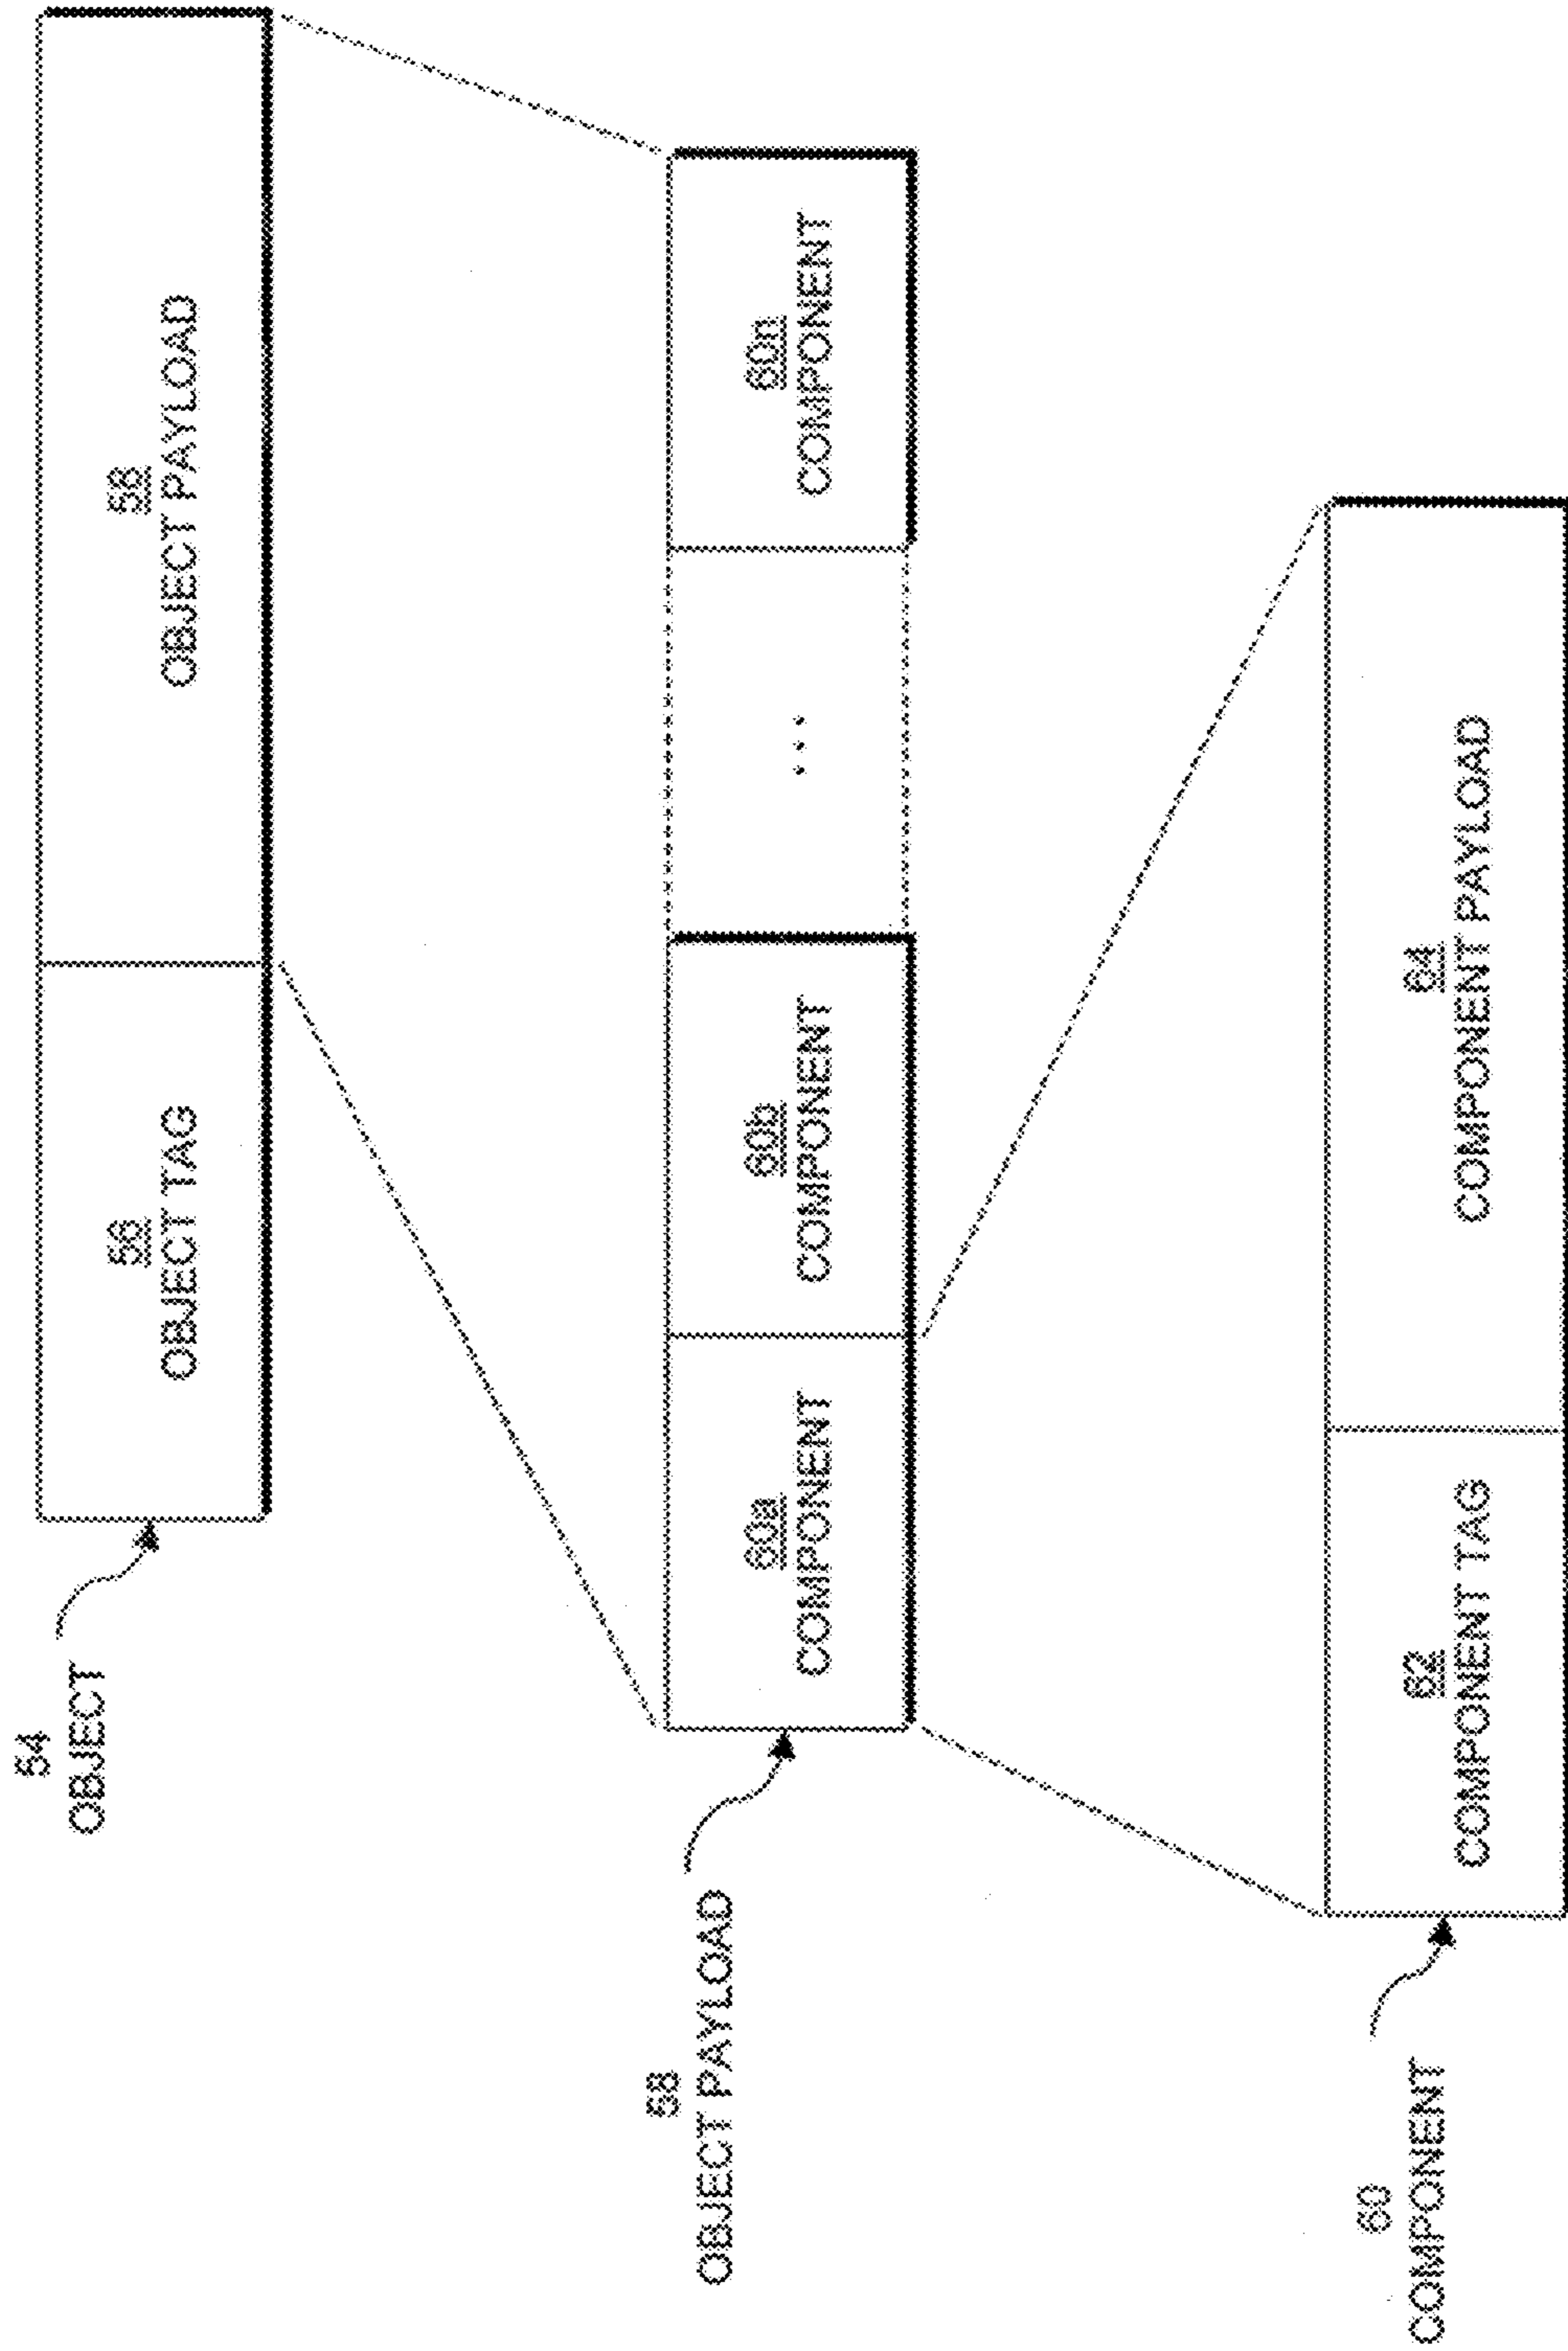 54
OBJECT
56
OBJECT TAG
58
OBJECT PAYLOAD
58
OBJECT PAYLOAD
60a
COMPONENT
60b
COMPONENT
...
60n
COMPONENT
60
COMPONENT
62
COMPONENT TAG
64
COMPONENT PAYLOAD